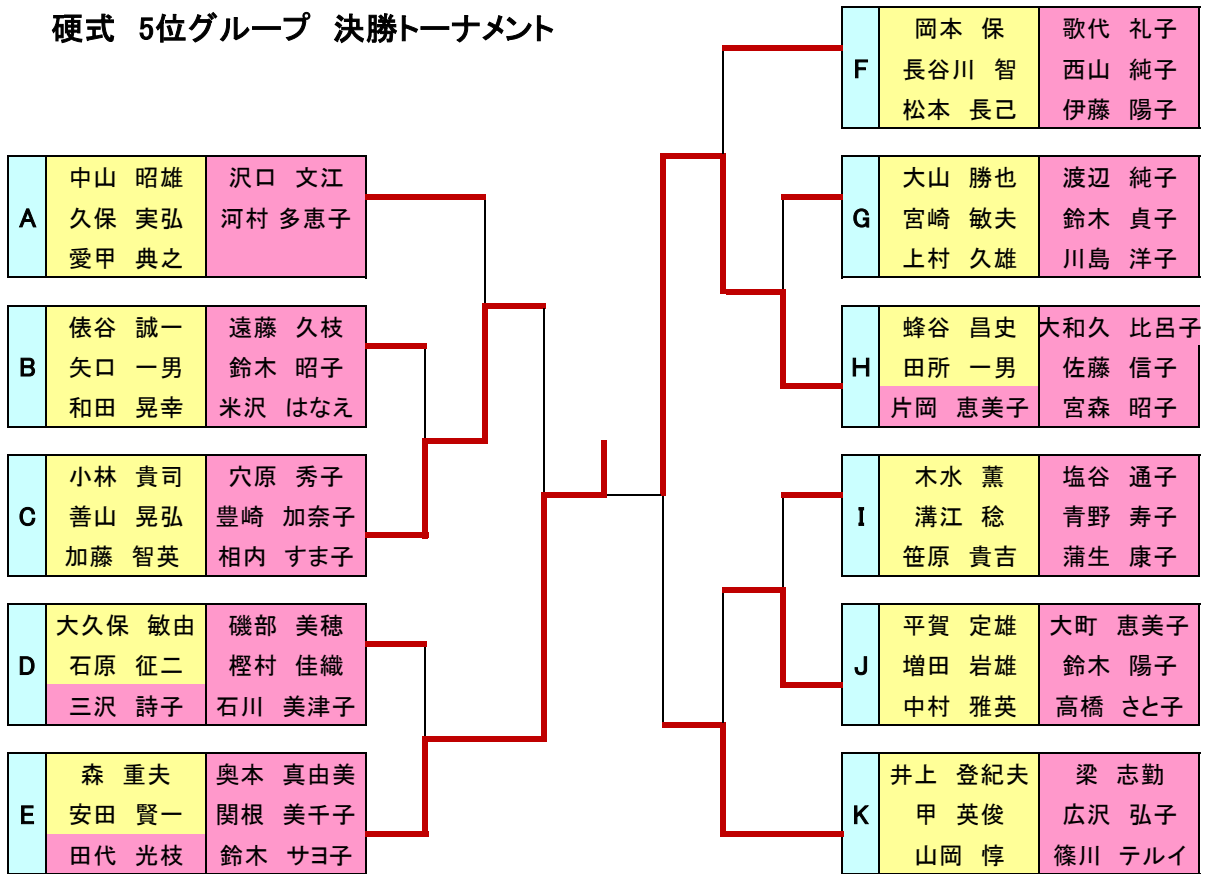 硬式 5位グループ 決勝トーナメント
A
中山 昭雄 沢口 文江
久保 実弘 河村 多恵子
愛甲 典之
B
俵谷 誠一 遠藤 久枝
矢口 一男 鈴木 昭子
和田 晃幸 米沢 はなえ
C
小林 貴司 穴原 秀子
善山 晃弘 豊崎 加奈子
加藤 智英 相内 すま子
D
大久保 敏由 磯部 美穂
石原 征二 樫村 佳織
三沢 詩子 石川 美津子
E
森 重夫 奥本 真由美
安田 賢一 関根 美千子
田代 光枝 鈴木 サヨ子
F
岡本 保 歌代 礼子
長谷川 智 西山 純子
松本 長己 伊藤 陽子
G
大山 勝也 渡辺 純子
宮崎 敏夫 鈴木 貞子
上村 久雄 川島 洋子
H
蜂谷 昌史 大和久 比呂子
田所 一男 佐藤 信子
片岡 恵美子 宮森 昭子
I
木水 薫 塩谷 通子
溝江 稔 青野 寿子
笹原 貴吉 蒲生 康子
J
平賀 定雄 大町 恵美子
増田 岩雄 鈴木 陽子
中村 雅英 高橋 さと子
K
井上 登紀夫 梁 志勤
甲 英俊 広沢 弘子
山岡 惇 篠川 テルイ